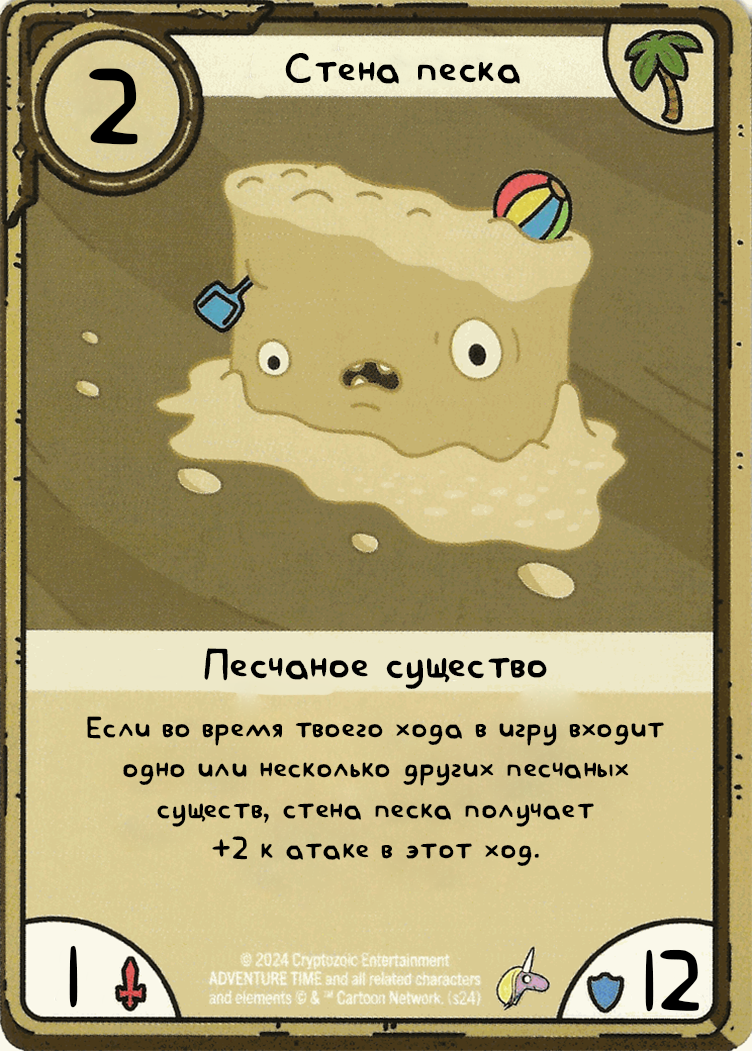 2
Стена песка
Песчаное существо
Если во время твоего хода в игру входит
одно или несколько других песчаных
существ, стена песка получает
+2 к атаке в этот ход.
1
© 2024 Cryptozoic Entertainment
ADVENTURE TIME and all related characters
and elements © & ™ Cartoon Network. (s24)
12